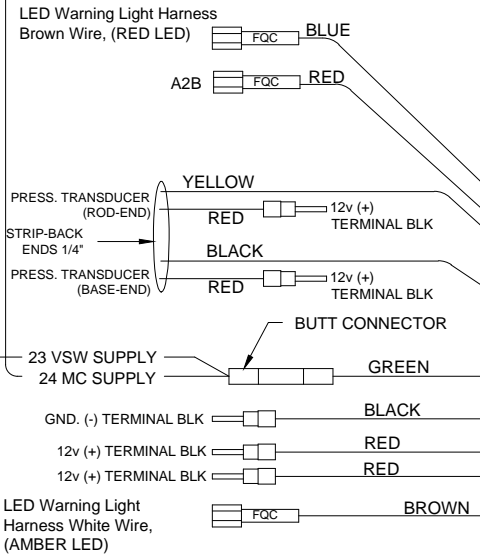 LED Warning Light Harness
Brown Wire, (RED LED)
FQC
BLUE
A2B
FQC
RED
YELLOW
PRESS. TRANSDUCER
(ROD-END)
RED
12v (+)
TERMINAL BLK
STRIP-BACK
ENDS 1/4"
BLACK
PRESS. TRANSDUCER
(BASE-END)
RED
12v (+)
TERMINAL BLK
BUTT CONNECTOR
23 VSW SUPPLY
24 MC SUPPLY
GREEN
GND. (-) TERMINAL BLK
BLACK
12v (+) TERMINAL BLK
RED
12v (+) TERMINAL BLK
RED
LED Warning Light
Harness White Wire,
(AMBER LED)
FQC
BROWN